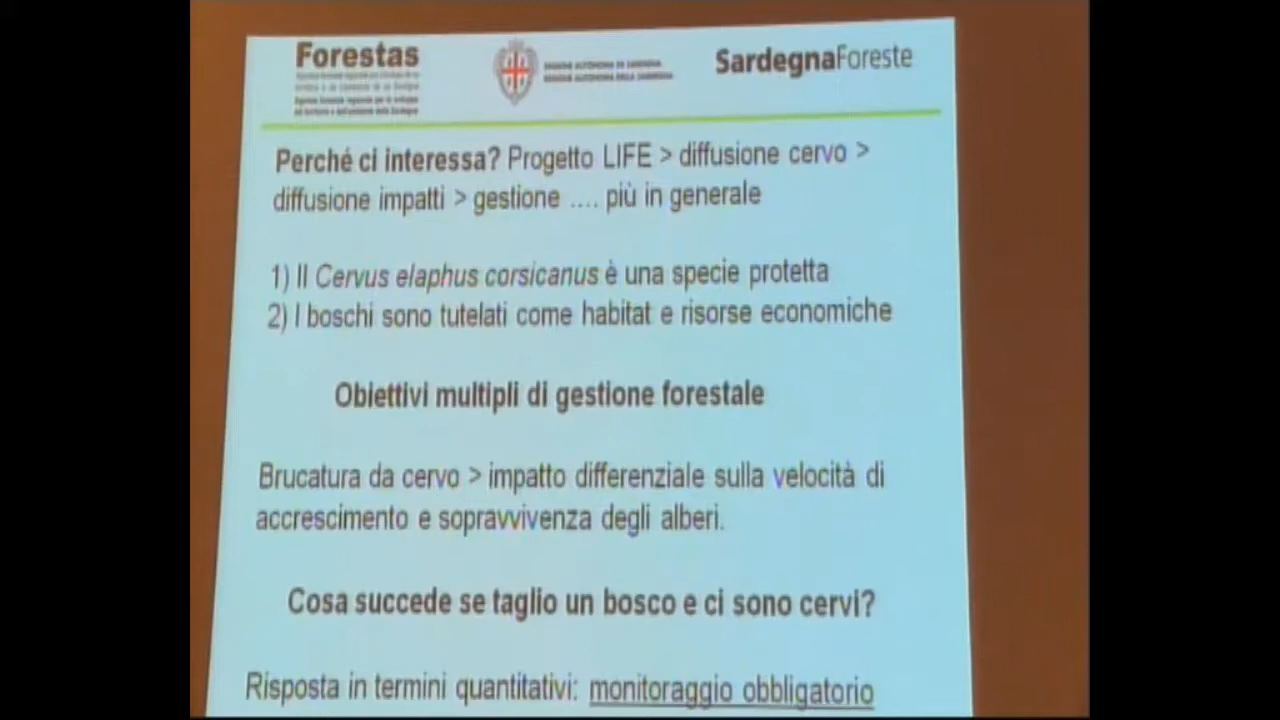 Forestas
SardegnaForeste
Perché ci interessa? Progetto LIFE > diffusione cervo >
diffusione impatti > gestione .... più in generale
1) Il Cervus elaphus corsicanus è una specie protetta
2) I boschi sono tutelati come habitat e risorse economiche
Obiettivi multipli di gestione forestale
Brucatura da cervo > impatto differenziale sulla velocità di
accrescimento e sopravvivenza degli alberi.
Cosa succede se taglio un bosco e ci sono cervi?
Risposta in termini quantitativi: monitoraggio obbligatorio